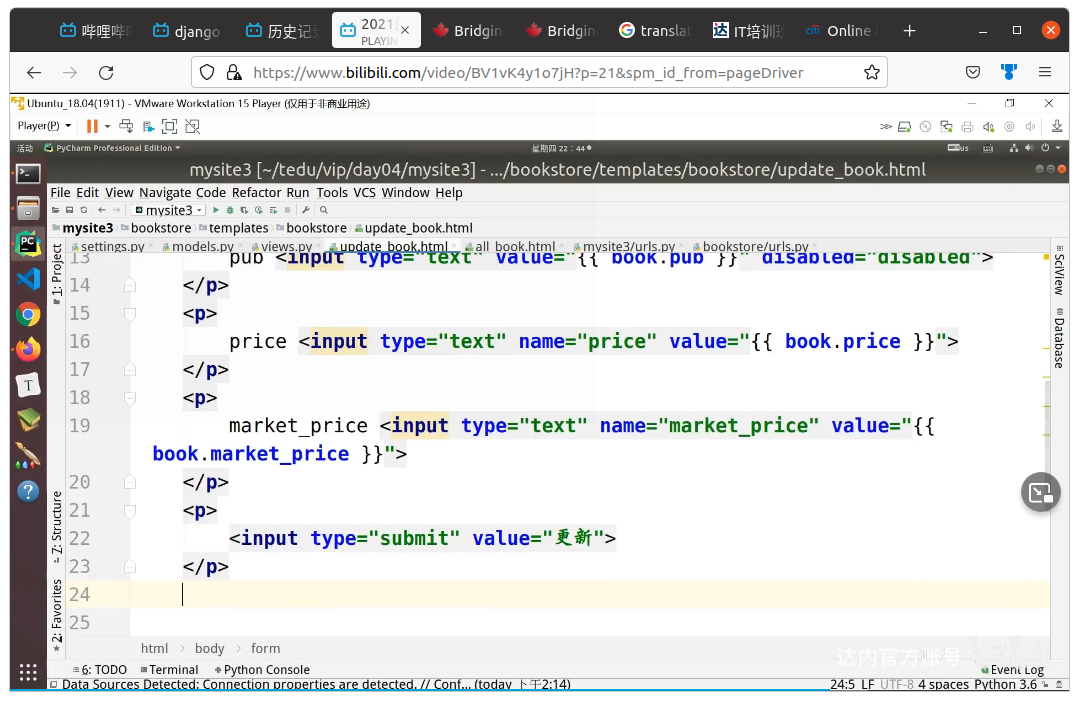 哔哩哔哩
django
历史记录
2021
PLAYIN
Bridgin
Bridgin
translat
IT培训班
Online
https://www.bilibili.com/video/BV1vK4y1o7jH?p=21&spm_id_from=pageDriver
Ubuntu_18.04(1911) - VMware Workstation 15 Player (仅用于非商业用途)
Player(P)
活动 PyCharm Professional Edition 星期四 22：44
mysite3 [~/tedu/vip/day04/mysite3] - .../bookstore/templates/bookstore/update_book.html
File Edit View Navigate Code Refactor Run Tools VCS Window Help
mysite3
mysite3 bookstore templates bookstore update_book.html
settings.py models.py views.py update_book.html all_book.html mysite3/urls.py bookstore/urls.py
13 pub <input type="text" value="{{ book.pub }}" disabled="disabled">
14 </p>
15 <p>
16 price <input type="text" name="price" value="{{ book.price }}">
17 </p>
18 <p>
19 market_price <input type="text" name="market_price" value="{{
book.market_price }}">
20 </p>
21 <p>
22 <input type="submit" value="更新">
23 </p>
24
25
1: Project
Z: Structure
2: Favorites
SciView
Database
html body form
达内官方账号
6: TODO Terminal Python Console Event Log
Data Sources Detected: Connection properties are detected. // Conf... (today 下午2:14) 24:5 LF UTF-8 4 spaces Python 3.6